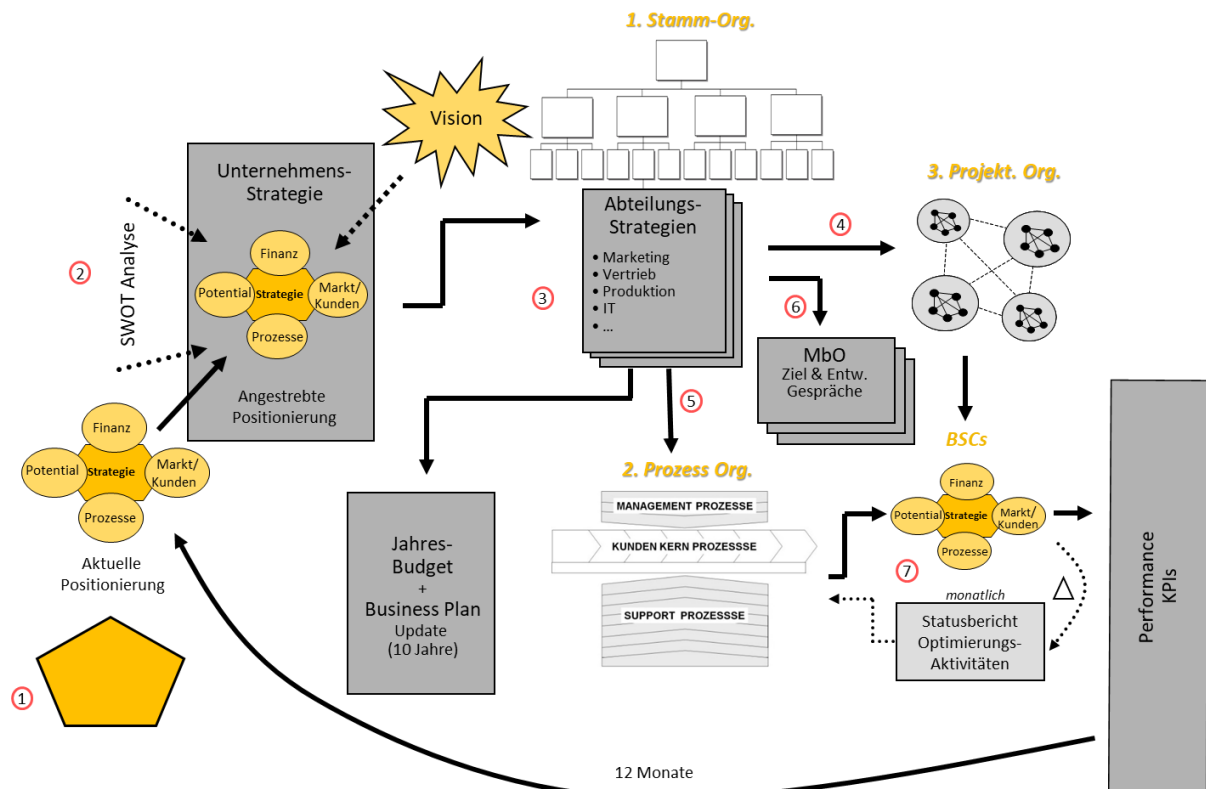 1. Stamm-Org.
Vision
Unternehmens-
Strategie
2
SWOT Analyse
Finanz
Potential
Strategie
Markt/
Kunden
Prozesse
Angestrebte
Positionierung
3
Abteilungs-
Strategien
• Marketing
• Vertrieb
• Produktion
• IT
• ...
4
3. Projekt. Org.
6
MbO
Ziel & Entw.
Gespräche
5
Finanz
Potential
Strategie
Markt/
Kunden
Prozesse
Aktuelle
Positionierung
1
Jahres-
Budget
+
Business Plan
Update
(10 Jahre)
2. Prozess Org.
MANAGEMENT PROZESSE
KUNDEN KERN PROZESSSE
SUPPORT PROZESSSE
BSCs
Finanz
Potential
Strategie
Markt/
Kunden
Prozesse
7
monatlich
△
Statusbericht
Optimierungs-
Aktivitäten
Performance
KPIs
12 Monate